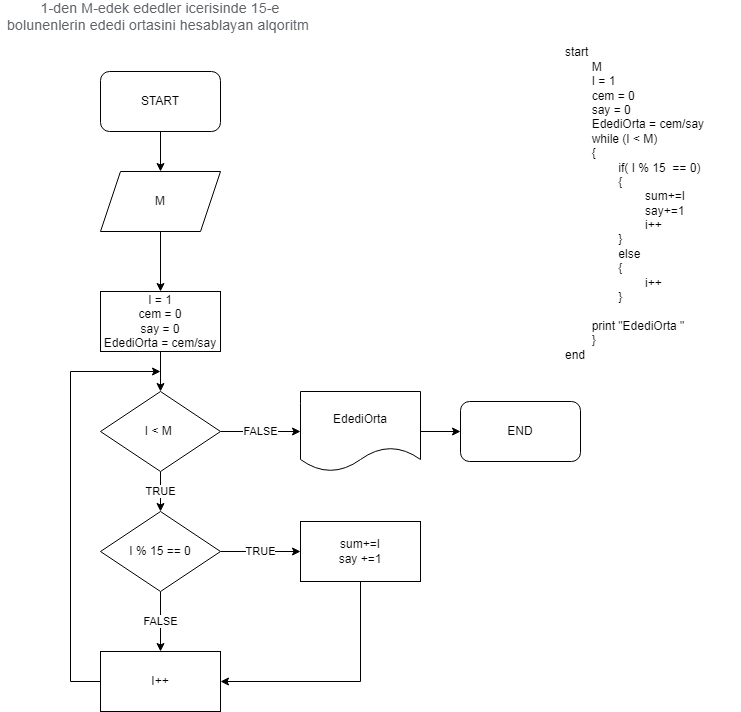 1-den M-edek ededler icerisinde 15-e
bolunenlerin ededi ortasini hesablayan alqoritm
START
M
I = 1
cem = 0
say = 0
EdediOrta = cem/say
I < M
FALSE
EdediOrta
END
TRUE
I % 15 == 0
TRUE
sum+=I
say +=1
FALSE
I++
start
M
I = 1
cem = 0
say = 0
EdediOrta = cem/say
while (I < M)
{
if( I % 15 == 0)
{
sum+=I
say+=1
i++
}
else
{
i++
}
print "EdediOrta "
}
end